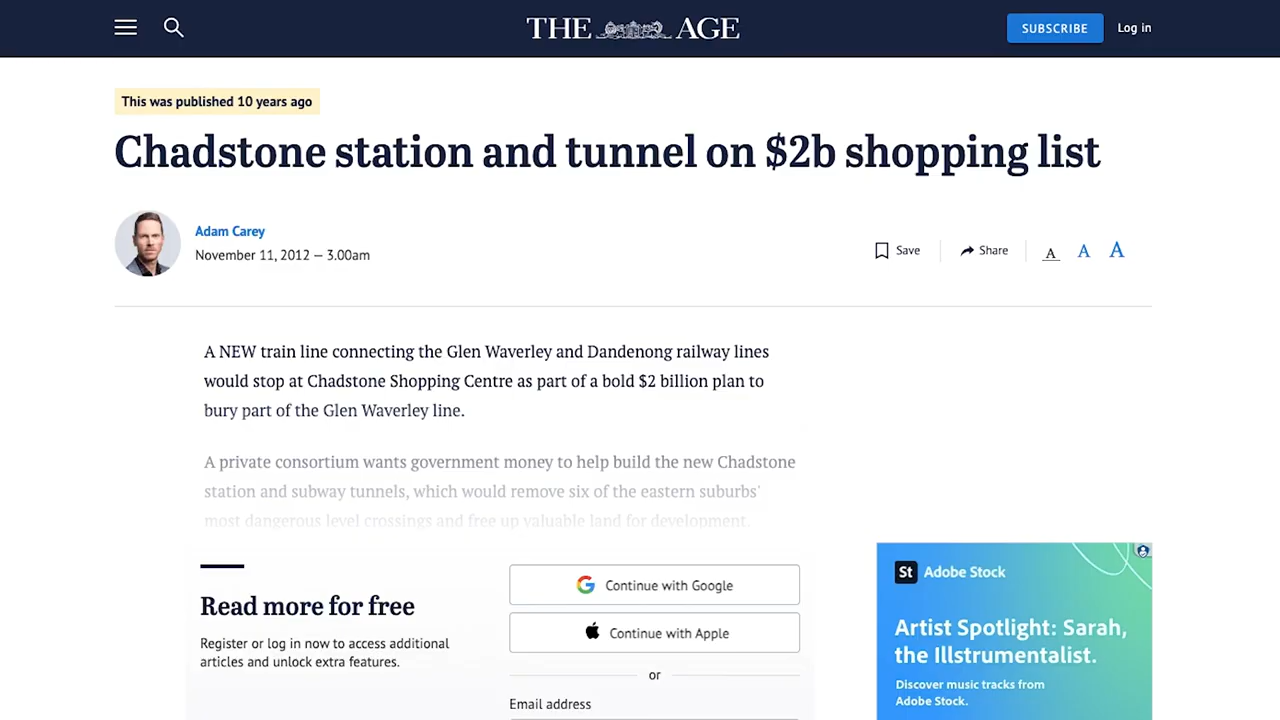 THE AGE
SUBSCRIBE
Log in
This was published 10 years ago
Chadstone station and tunnel on $2b shopping list
Adam Carey
November 11, 2012 — 3.00am
Save
Share
A A A
A NEW train line connecting the Glen Waverley and Dandenong railway lines
would stop at Chadstone Shopping Centre as part of a bold $2 billion plan to
bury part of the Glen Waverley line.
A private consortium wants government money to help build the new Chadstone
station and subway tunnels, which would remove six of the eastern suburbs'
most dangerous level crossings and free up valuable land for development.
Read more for free
Register or log in now to access additional
articles and unlock extra features.
Continue with Google
Continue with Apple
or
Email address
St Adobe Stock
Artist Spotlight: Sarah,
the Illstrumentalist.
Discover music tracks from
Adobe Stock.